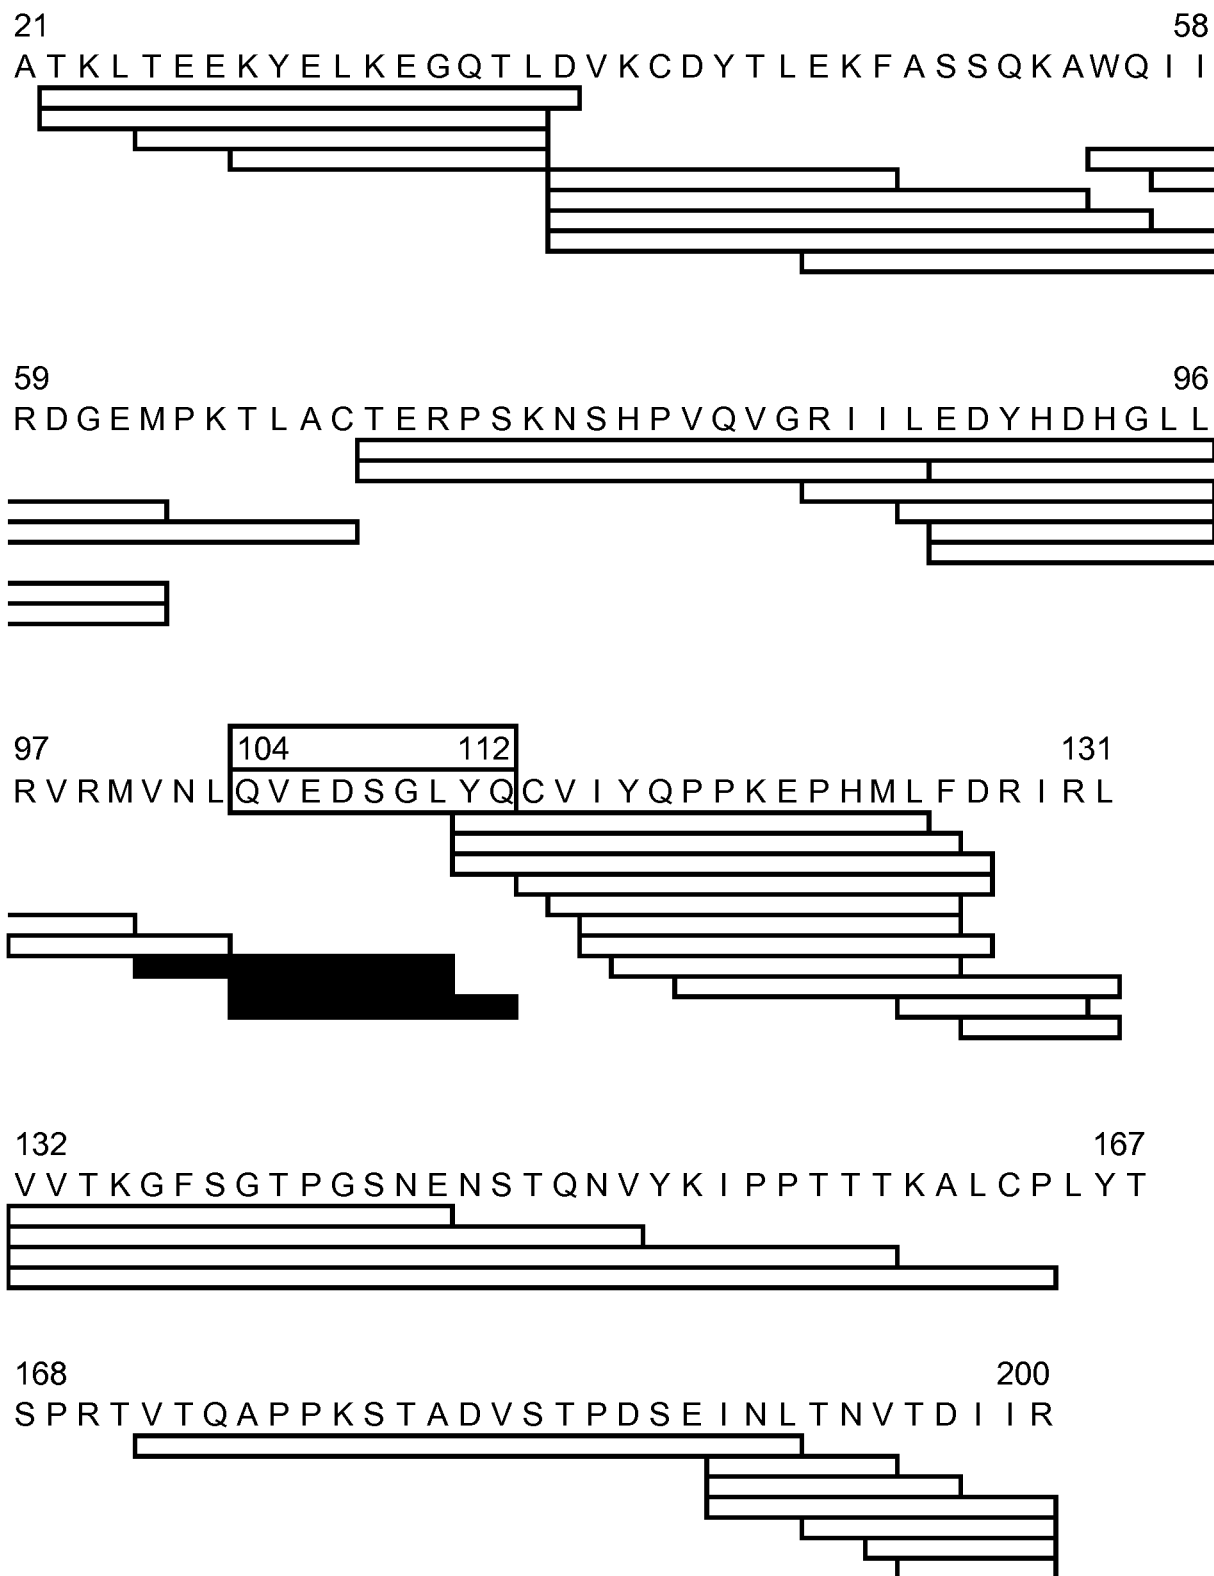 21 58
A T K L T E E K Y E L K E G Q T L D V K C D Y T L E K F A S S Q K A W Q I I
59 96
R D G E M P K T L A C T E R P S K N S H P V Q V G R I I L E D Y H D H G L L
97 104 112 131
R V R M V N L Q V E D S G L Y Q C V I Y Q P P K E P H M L F D R I R L
132 167
V V T K G F S G T P G S N E N S T Q N V Y K I P P T T T K A L C P L Y T
168 200
S P R T V T Q A P P K S T A D V S T P D S E I N L T N V T D I I R